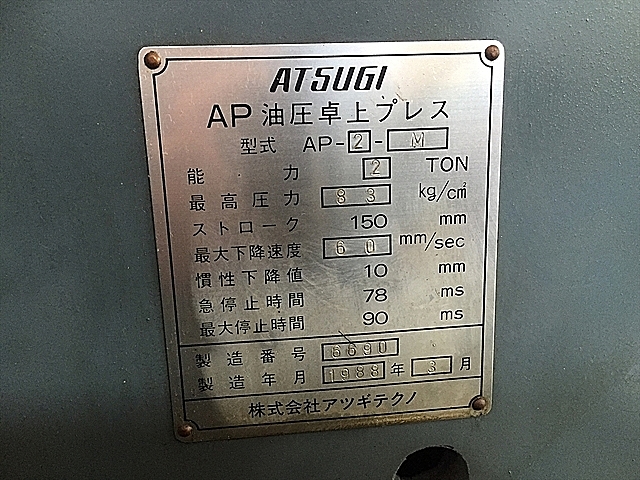 ATSUGI
AP 油圧卓上プレス
型式 AP-2-M
能力 2 TON
最高圧力 83 kg/cm²
ストローク 150 mm
最大下降速度 60 mm/sec
慣性下降値 10 mm
急停止時間 78 ms
最大停止時間 90 ms
製造番号 6690
製造年月 1988年 3月
株式会社アツギテクノ